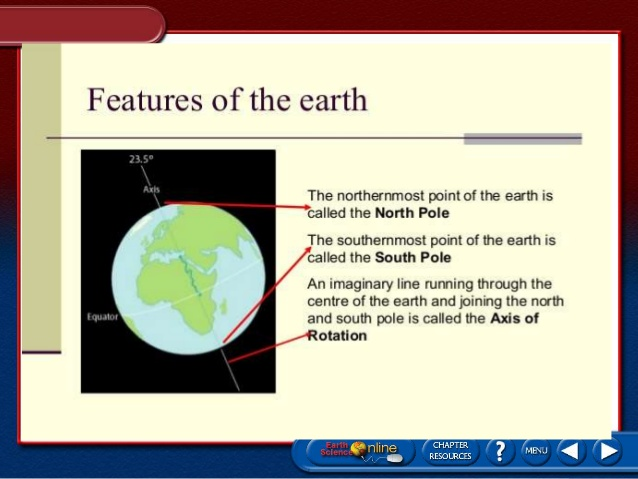 Features of the earth
23.5°
Axis
Equator
The northernmost point of the earth is
called the North Pole
The southernmost point of the earth is
called the South Pole
An imaginary line running through the
centre of the earth and joining the north
and south pole is called the Axis of
Rotation
Earth
Science
nline
CHAPTER
RESOURCES
?
MENU